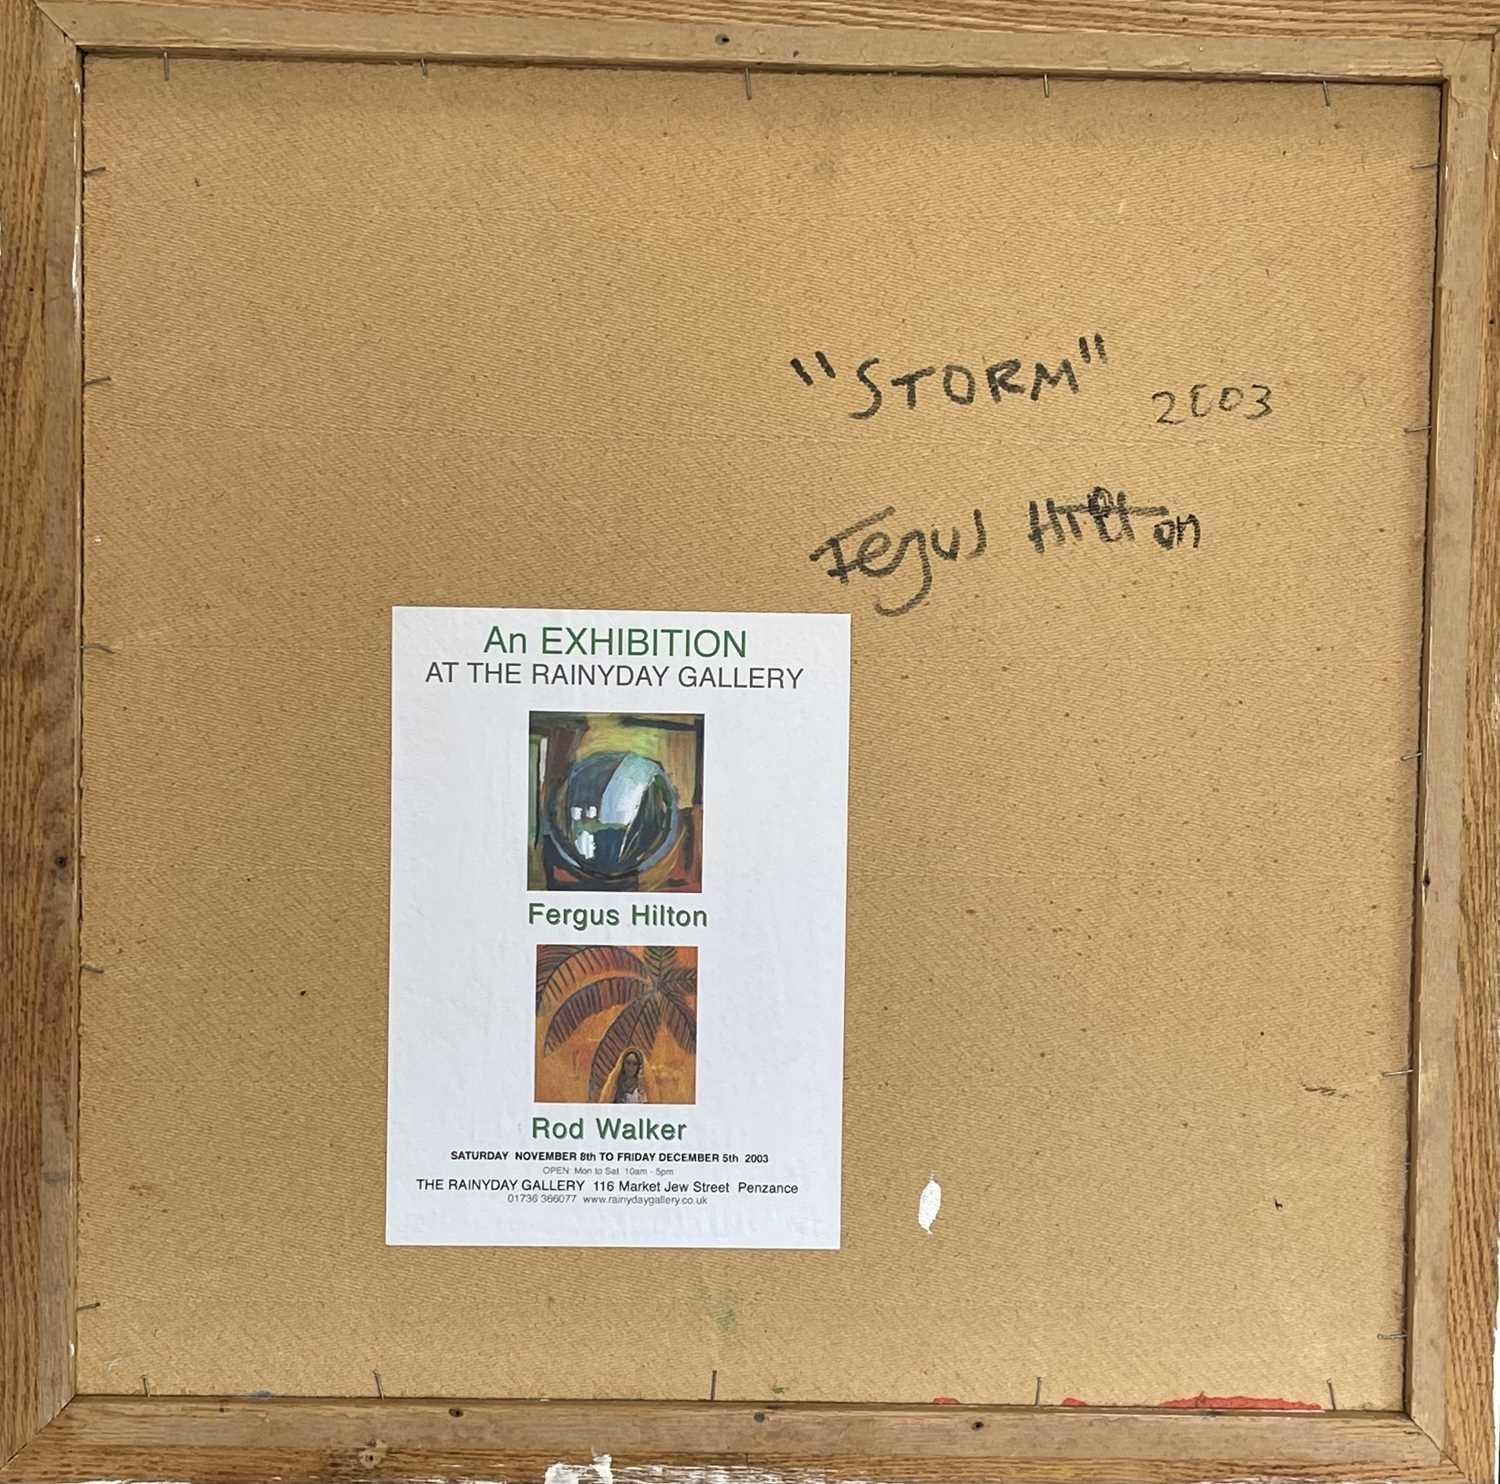 "STORM" 2003
Fergus Hilton
An EXHIBITION
AT THE RAINYDAY GALLERY
Fergus Hilton
Rod Walker
SATURDAY NOVEMBER 8th TO FRIDAY DECEMBER 5th 2003
OPEN: Mon to Sat 10am - 5pm
THE RAINYDAY GALLERY 116 Market Jew Street Penzance
01736 366077 www.rainydaygallery.co.uk